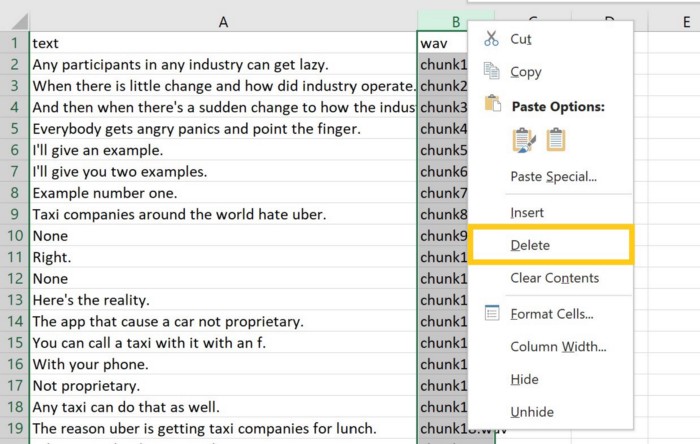 A B C D E
1 text wav
2 Any participants in any industry can get lazy. chunk1
3 When there is little change and how did industry operate. chunk2
4 And then when there's a sudden change to how the indus chunk3
5 Everybody gets angry panics and point the finger. chunk4
6 I'll give an example. chunk5
7 I'll give you two examples. chunk6
8 Example number one. chunk7
9 Taxi companies around the world hate uber. chunk8
10 None chunk9
11 Right. chunk1
12 None chunk1
13 Here's the reality. chunk1
14 The app that cause a car not proprietary. chunk1
15 You can call a taxi with it with an f. chunk1
16 With your phone. chunk1
17 Not proprietary. chunk1
18 Any taxi can do that as well. chunk1
19 The reason uber is getting taxi companies for lunch. chunk18.wav
Cut
Copy
Paste Options:
Paste Special...
Insert
Delete
Clear Contents
Format Cells...
Column Width...
Hide
Unhide